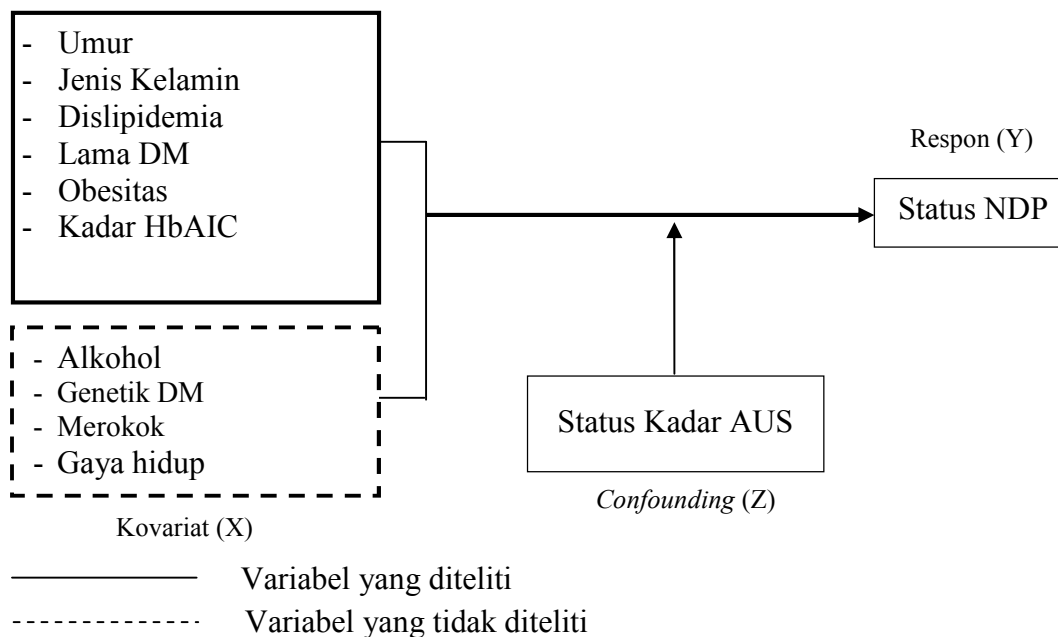 - Umur
- Jenis Kelamin
- Dislipidemia
- Lama DM
- Obesitas
- Kadar HbAIC
Respon (Y)
Status NDP
- Alkohol
- Genetik DM
- Merokok
- Gaya hidup
Kovariat (X)
Status Kadar AUS
Confounding (Z)
Variabel yang diteliti
Variabel yang tidak diteliti